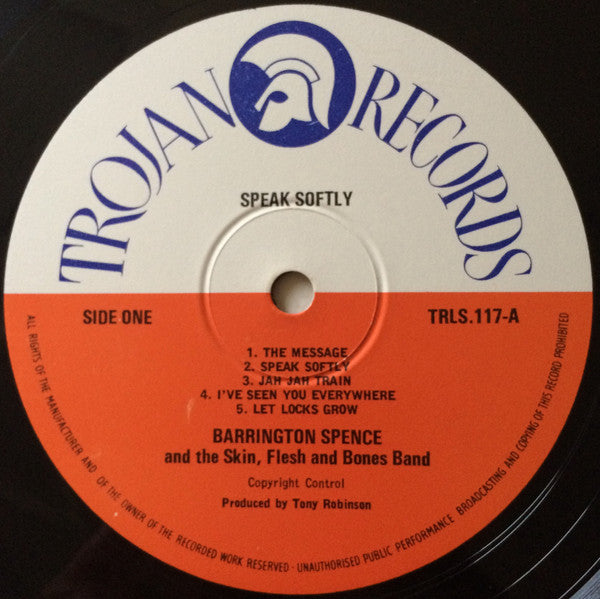 TROJAN RECORDS
SPEAK SOFTLY
SIDE ONE
TRLS.117-A
1. THE MESSAGE
2. SPEAK SOFTLY
3. JAH JAH TRAIN
4. I'VE SEEN YOU EVERYWHERE
5. LET LOCKS GROW
BARRINGTON SPENCE
and the Skin, Flesh and Bones Band
Copyright Control
Produced by Tony Robinson
ALL RIGHTS OF THE MANUFACTURER AND OF THE OWNER OF THE RECORDED WORK RESERVED - UNAUTHORISED PUBLIC PERFORMANCE BROADCASTING AND COPYING OF THIS RECORD PROHIBITED